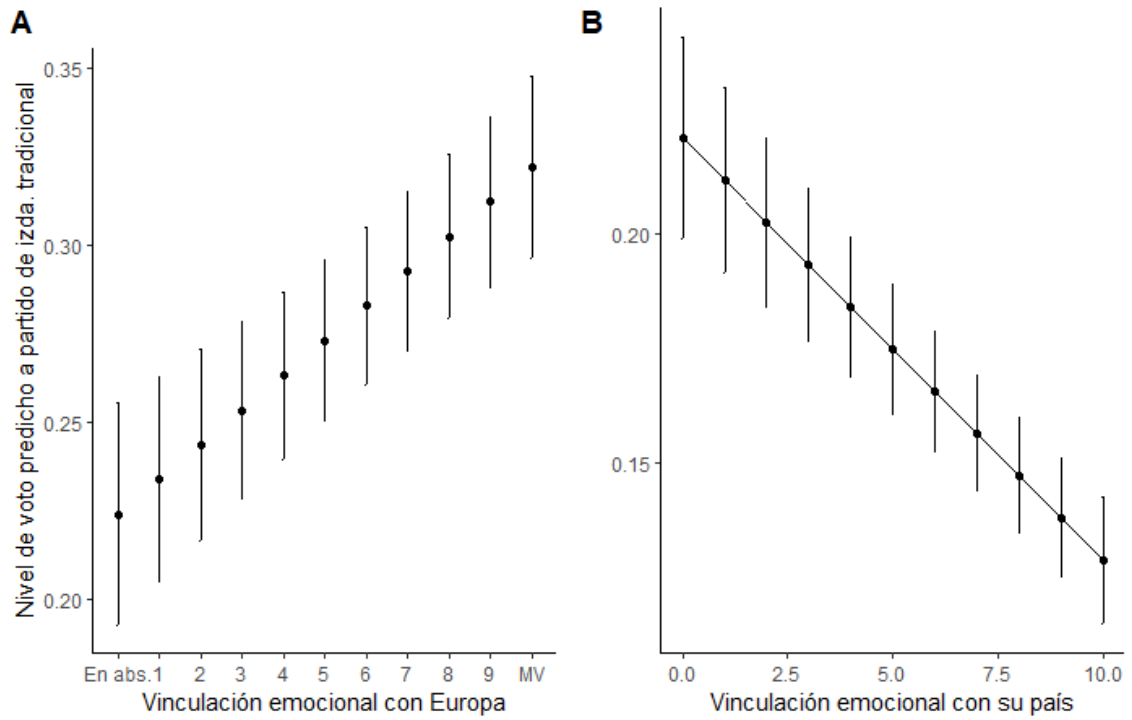 A
Nivel de voto predicho a partido de izda. tradicional
0.35
0.30
0.25
0.20
En abs.1 2 3 4 5 6 7 8 9 MV
Vinculación emocional con Europa
B
0.20
0.15
0.0 2.5 5.0 7.5 10.0
Vinculación emocional con su país